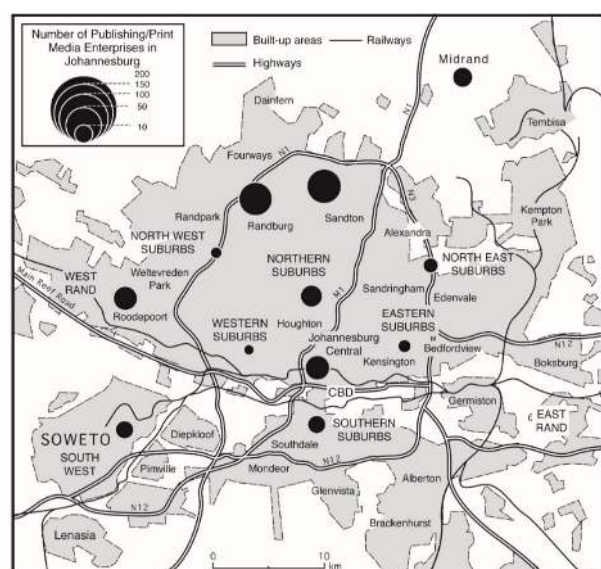 Number of Publishing/Print
Media Enterprises in
Johannesburg
200
150
100
50
10
Built-up areas
Railways
Highways
Midrand
Dainfern
N1
Tembisa
Fourways
N1
N3
Kempton
Park
Randpark
Randburg
Sandton
Alexandra
NORTH WEST
SUBURBS
NORTHERN
SUBURBS
NORTH EAST
SUBURBS
WEST
RAND
Weltevreden
Park
Main Reef Road
M1
Sandringham
Edenvale
Roodepoort
Houghton
WESTERN
SUBURBS
EASTERN
SUBURBS
Johannesburg
Central
Kensington
Bedfordview
N12
Boksburg
CBD
Germiston
EAST
RAND
SOWETO
SOUTH
WEST
Diepkloof
SOUTHERN
SUBURBS
Southdale
Pimville
Mondeor
N12
Alberton
Glenvista
N12
Brackenhurst
Lenasia
0
10
km